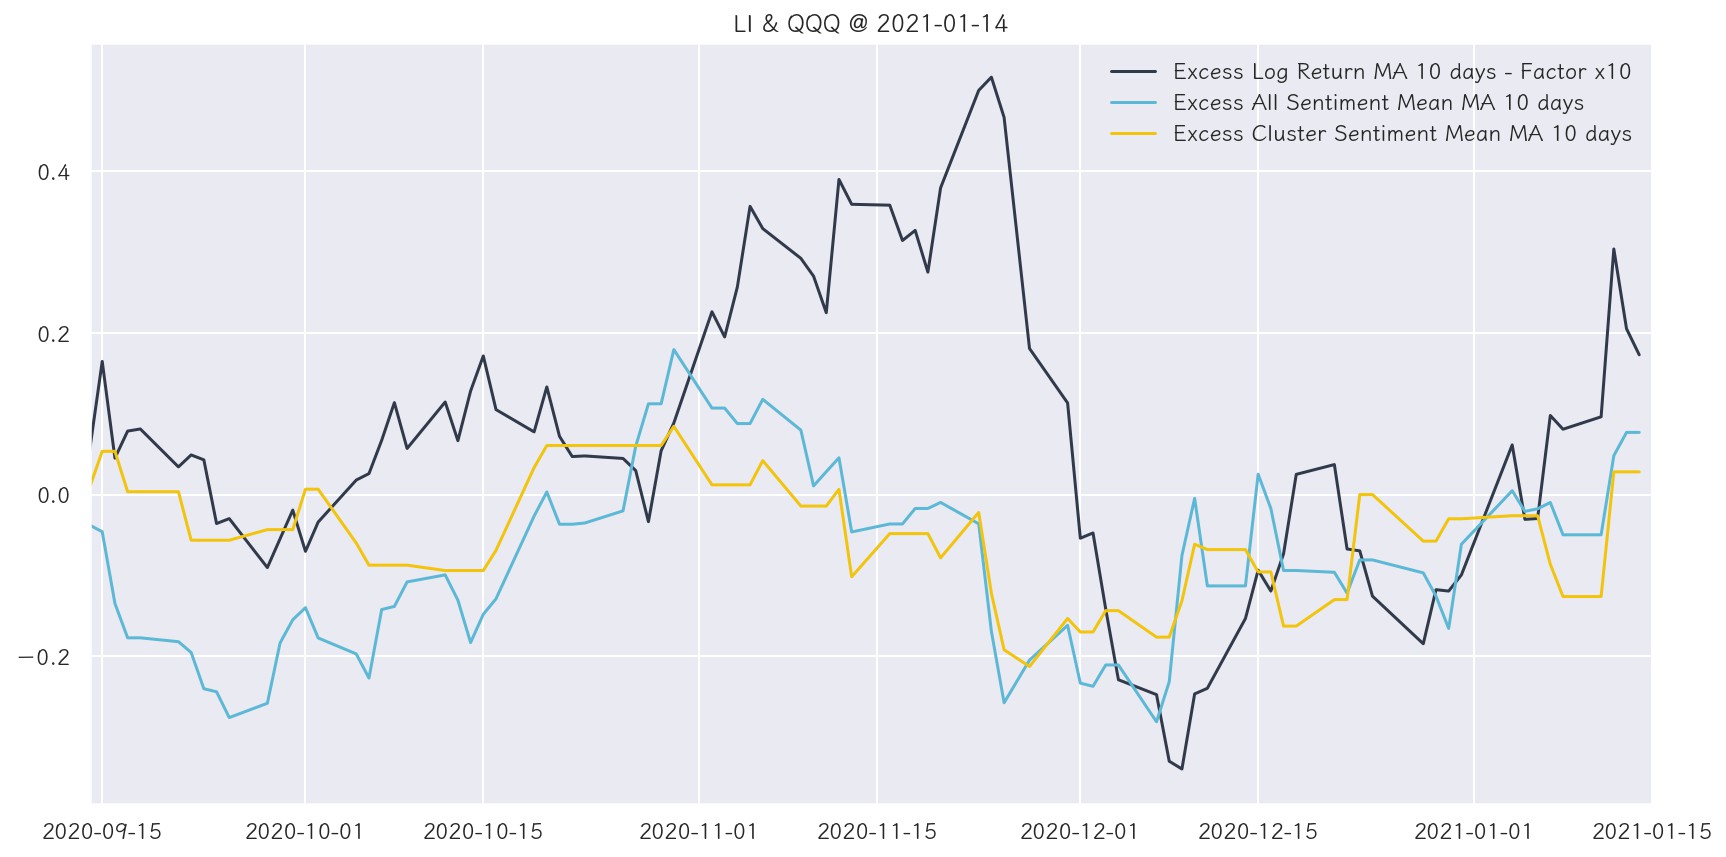 LI & QQQ @ 2021-01-14
Excess Log Return MA 10 days - Factor x10
Excess All Sentiment Mean MA 10 days
Excess Cluster Sentiment Mean MA 10 days
0.4
0.2
0.0
−0.2
2020-09-15 2020-10-01 2020-10-15 2020-11-01 2020-11-15 2020-12-01 2020-12-15 2021-01-01 2021-01-15